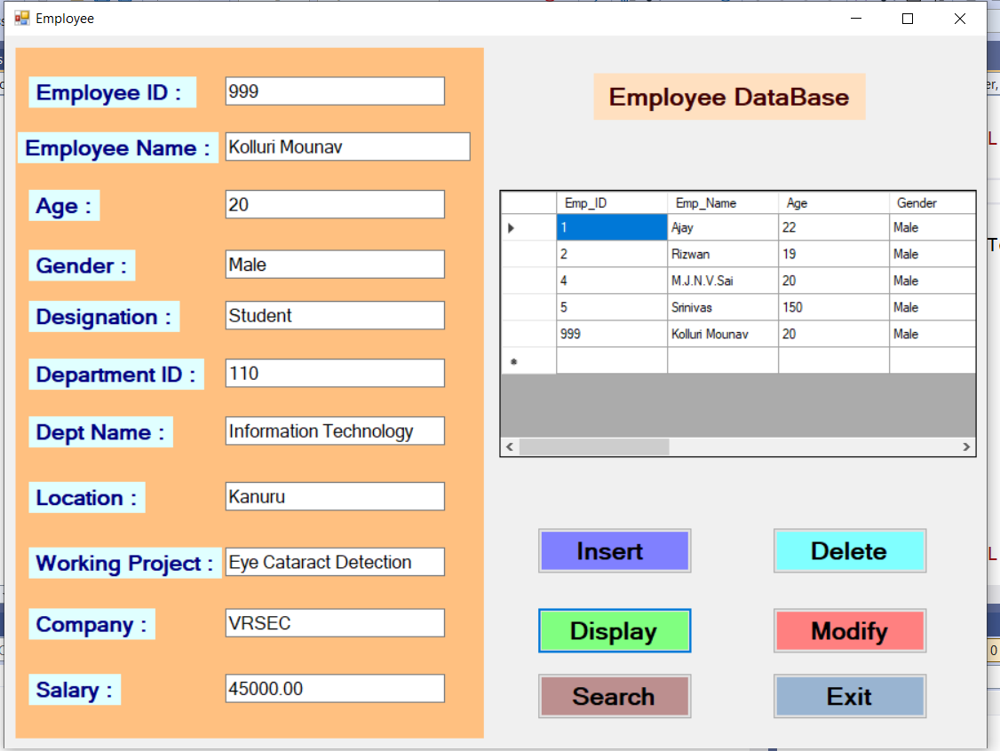 Employee
Employee ID : 999
Employee Name : Kolluri Mounav
Age : 20
Gender : Male
Designation : Student
Department ID : 110
Dept Name : Information Technology
Location : Kanuru
Working Project : Eye Cataract Detection
Company : VRSEC
Salary : 45000.00
Employee DataBase
Emp_ID Emp_Name Age Gender
1 Ajay 22 Male
2 Rizwan 19 Male
4 M.J.N.V.Sai 20 Male
5 Srinivas 150 Male
999 Kolluri Mounav 20 Male
Insert Delete
Display Modify
Search Exit
er,
L
L
0